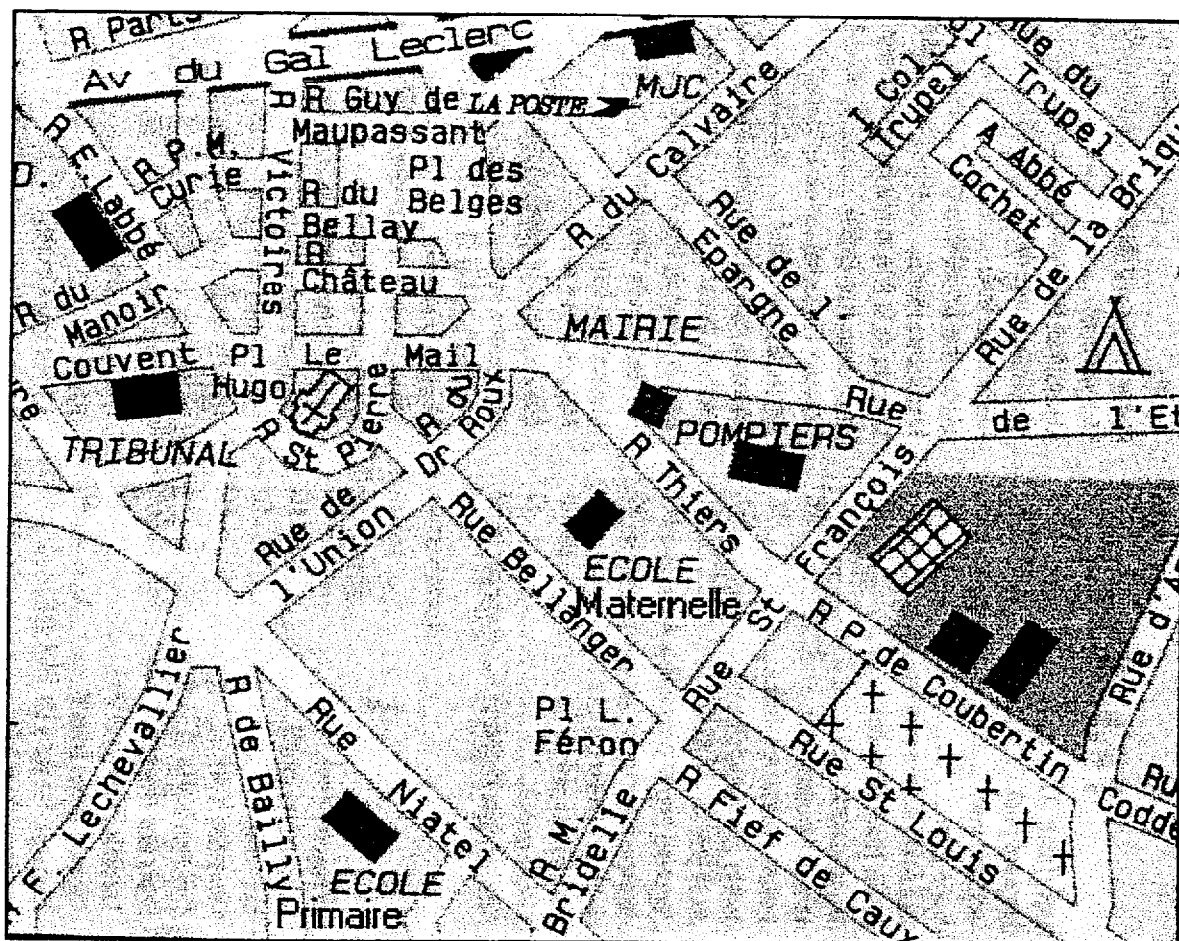 R Paris
Av du Gal Leclerc
R Guy de
Maupassant
LA POSTE
MJC
R du Calvaire
I Col
Trupel
Rue du
Trupel
A Abbé
Cochet
Rue de la Briqu
R E. Labbé
R P.M.
Curie
R Victoires
R du
Bellay
Pl des
Belges
R
Château
Rue de l.
Epargne
D.
R du
Manoir
Couvent
Pl
Hugo
Le Mail
MAIRIE
TRIBUNAL
R St Pierre
R du
Dr Roux
POMPIERS
Rue
de l'Et
Rue de
l'Union
Rue Bellanger
R Thiers
ECOLE
Maternelle
Rue St François
R P. de Coubertin
Rue d'A
Rue St Louis
Ru
Codde
Pl L.
Féron
R Fief de Caux
R M.
Bridelle
Rue Niatel
R de Bailly
F. Lechevallier
ECOLE
Primaire